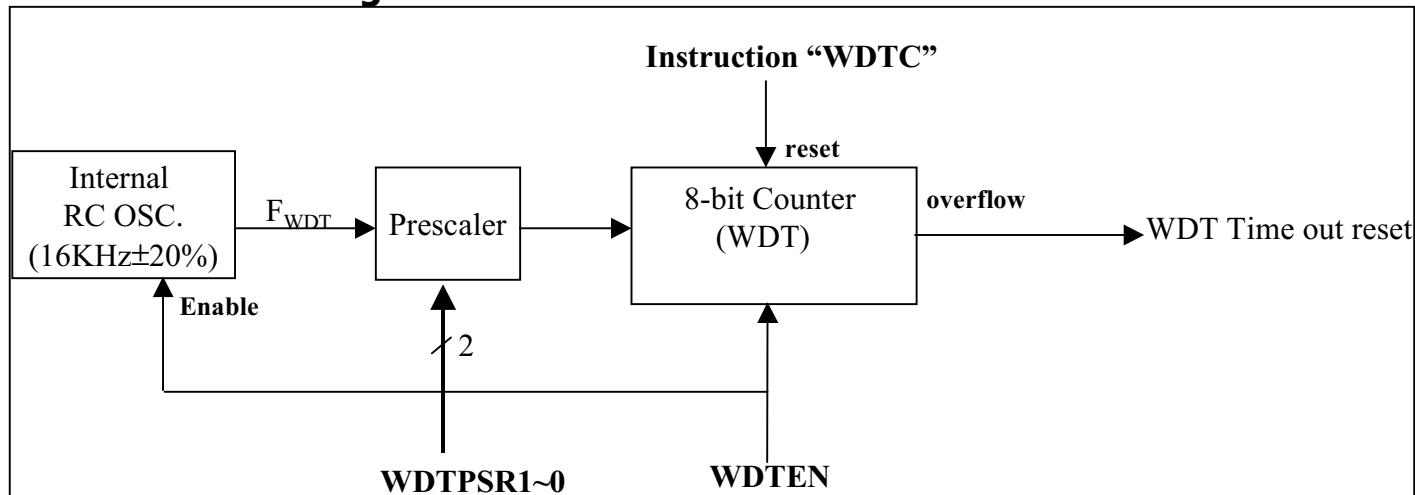 Instruction “WDTC”
reset
Internal
RC OSC.
(16KHz±20%)
F_WDT
Prescaler
8-bit Counter
(WDT)
overflow
WDT Time out reset
Enable
2
WDTPSR1~0
WDTEN